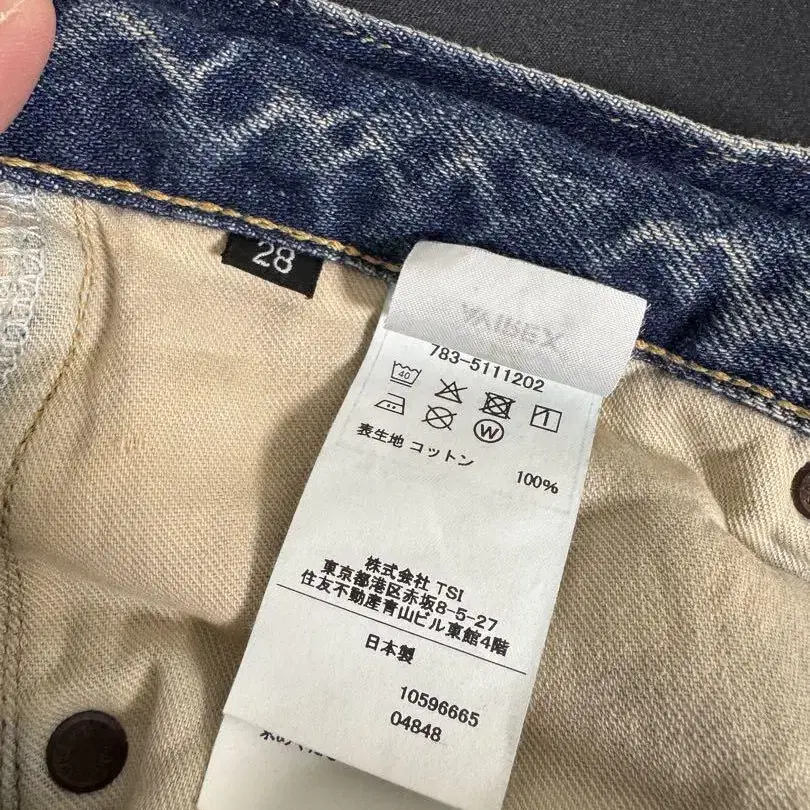 28
783-5111202
40
1
W
表生地 コットン
100%
株式会社 TSI
東京都港区赤坂8-5-27
住友不動産青山ビル東館4階
日本製
10596665
04848